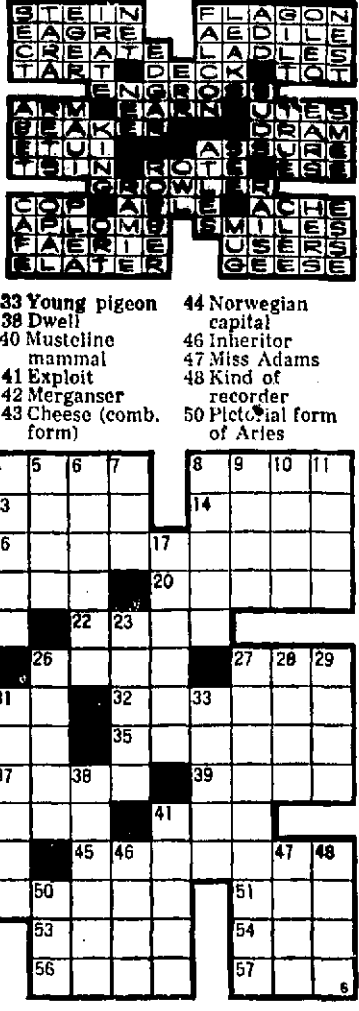 STEIN FLAGON
EAGRE AEDILE
CREATE LADLES
TART DECK TOT
ENGROSS
ARM EARN UTES
BEAK ER DRAM
ETUI AS
TSIN ROT ESE
GROWLER
COP ABLE ACHE
APLOMB SMILES
FAERIE USERS
ELATER GEESE
33 Young pigeon
38 Dwell
40 Musteline
mammal
41 Exploit
42 Merganser
43 Cheese (comb.
form)
44 Norwegian
capital
46 Inheritor
47 Miss Adams
48 Kind of
recorder
50 Pictorial form
of Aries
5 6 7 8 9 10 11
3 14
6 17
20
22 23
26 27 28 29
31 32 33
35
37 38 39
41
45 46 47 48
50 51
53 54
56 57
6